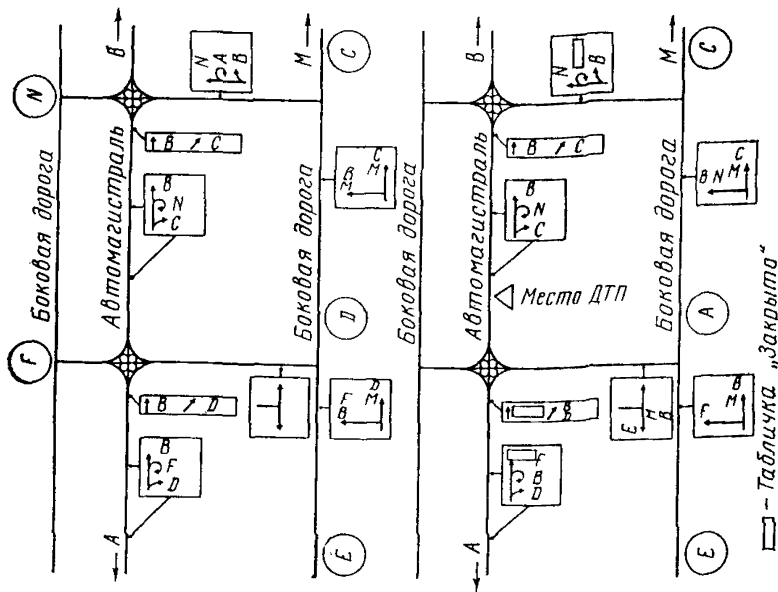 F
N
Боковая дорога
← A
Автомагистраль
B →
B
F
D
B D
B
N
C
B C
N
A
B
Боковая дорога
M →
F
B
D
M
B
M
C
M
E
D
C
Боковая дорога
← A
Автомагистраль
B →
F
B
D
B
D
Место ДТП
B
N
C
B C
N
B
E
M
B
Боковая дорога
M →
F
B
M
B N
C
M
E
A
C
– Табличка „Закрыто"